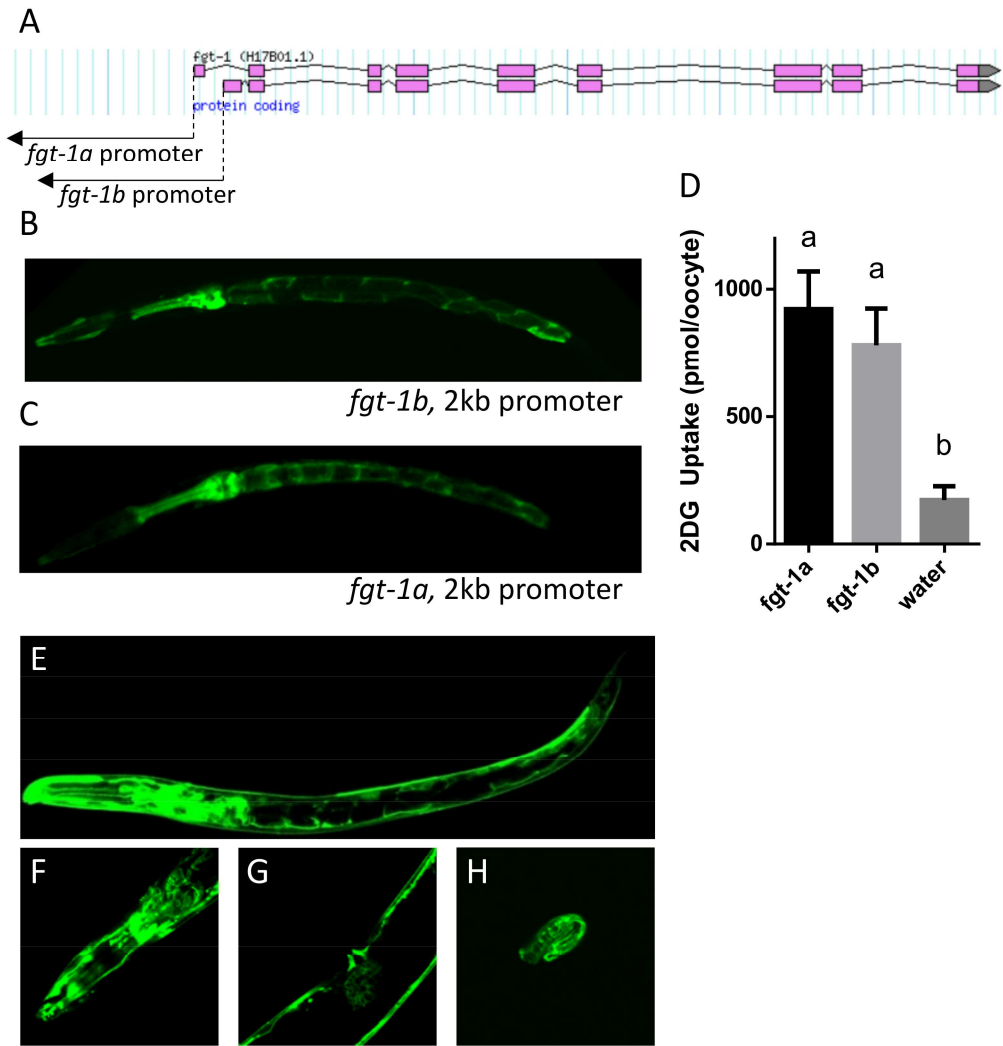 A
fgt-1 (H17B01.1)
protein coding
fgt-1a promoter
fgt-1b promoter
B
fgt-1b, 2kb promoter
C
fgt-1a, 2kb promoter
D
2DG Uptake (pmol/oocyte)
1000
500
0
a
a
b
fgt-1a
fgt-1b
water
E
F
G
H